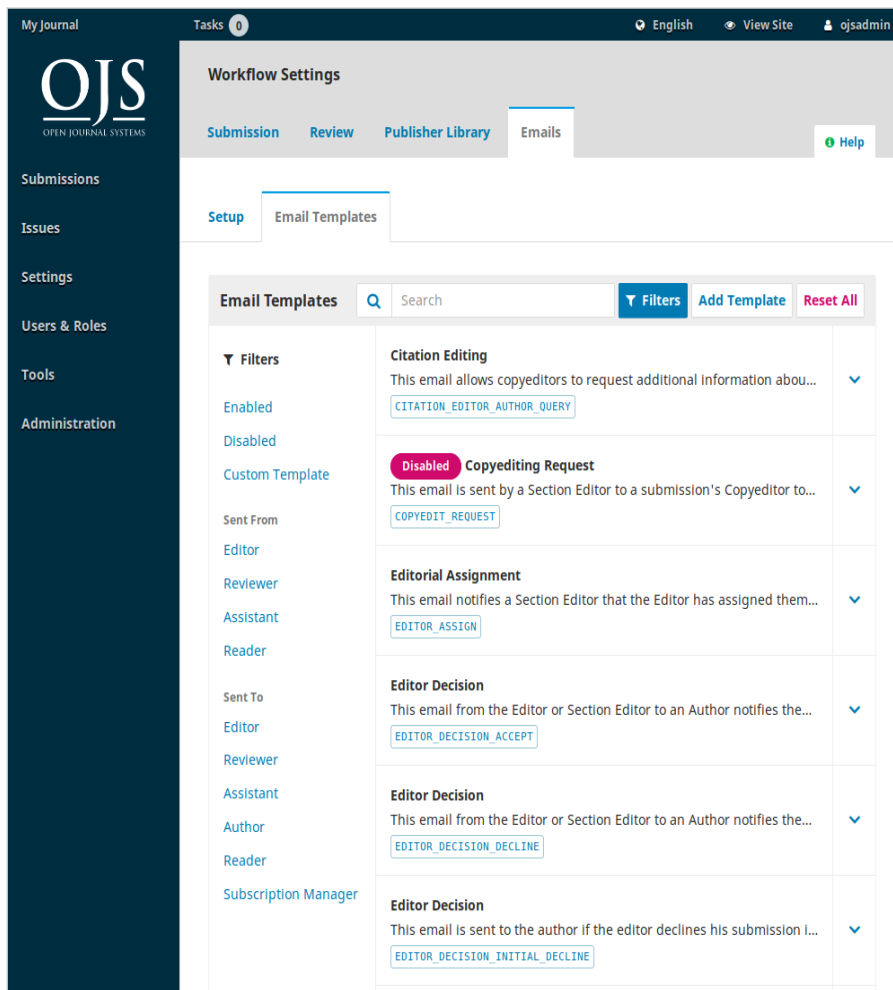 My Journal
Tasks 0
English
View Site
ojsadmin
OJS
OPEN JOURNAL SYSTEMS
Submissions
Issues
Settings
Users & Roles
Tools
Administration
Workflow Settings
Submission Review Publisher Library Emails
Help
Setup Email Templates
Email Templates Search Filters Add Template Reset All
Filters
Enabled
Disabled
Custom Template
Sent From
Editor
Reviewer
Assistant
Reader
Sent To
Editor
Reviewer
Assistant
Author
Reader
Subscription Manager
Citation Editing
This email allows copyeditors to request additional information abou...
CITATION_EDITOR_AUTHOR_QUERY
Disabled Copyediting Request
This email is sent by a Section Editor to a submission's Copyeditor to...
COPYEDIT_REQUEST
Editorial Assignment
This email notifies a Section Editor that the Editor has assigned them...
EDITOR_ASSIGN
Editor Decision
This email from the Editor or Section Editor to an Author notifies the...
EDITOR_DECISION_ACCEPT
Editor Decision
This email from the Editor or Section Editor to an Author notifies the...
EDITOR_DECISION_DECLINE
Editor Decision
This email is sent to the author if the editor declines his submission i...
EDITOR_DECISION_INITIAL_DECLINE